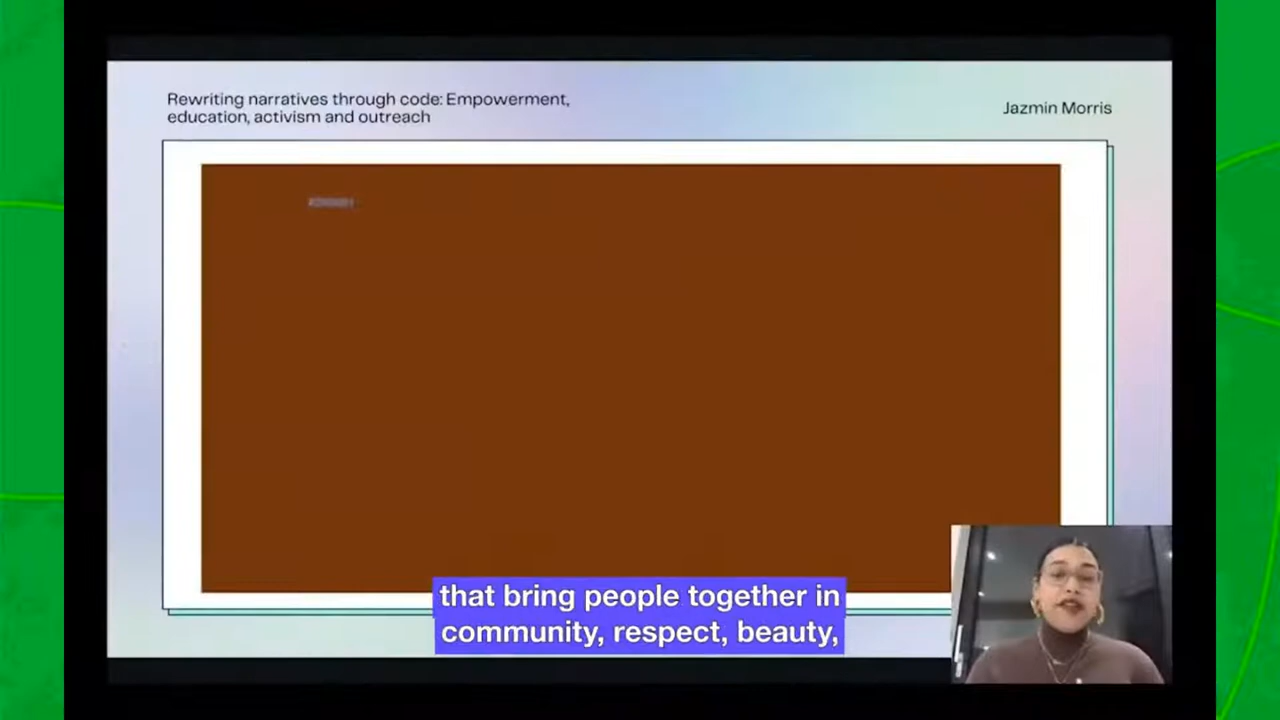 Rewriting narratives through code: Empowerment,
education, activism and outreach
Jazmin Morris
that bring people together in
community, respect, beauty,